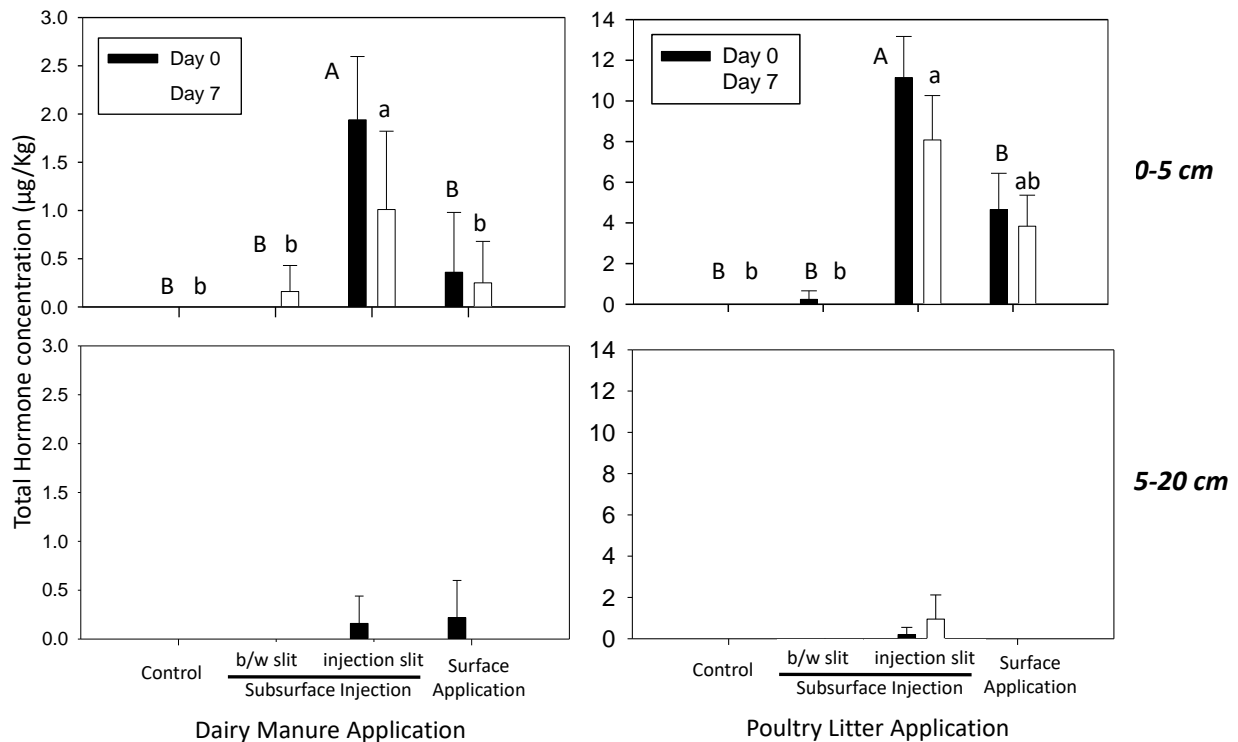 Total Hormone concentration (µg/Kg)
3.0
2.5
2.0
1.5
1.0
0.5
0.0
Day 0
Day 7
B b
B b
A
a
B
b
14
12
10
8
6
4
2
0
Day 0
Day 7
B b
B b
A
a
B
ab
0-5 cm
3.0
2.5
2.0
1.5
1.0
0.5
0.0
Control
b/w slit injection slit
Subsurface Injection
Surface
Application
Dairy Manure Application
14
12
10
8
6
4
2
0
Control
b/w slit injection slit
Subsurface Injection
Surface
Application
Poultry Litter Application
5-20 cm